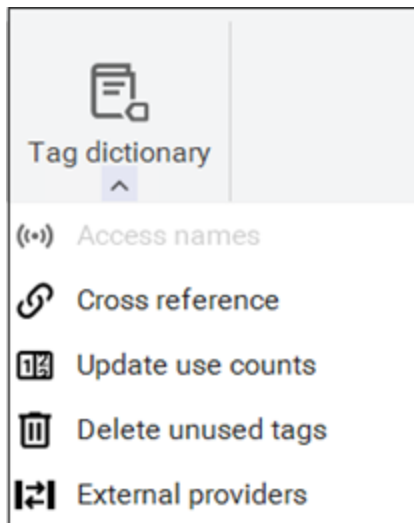 Tag dictionary
Access names
Cross reference
Update use counts
Delete unused tags
External providers